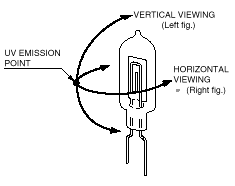 VERTICAL VIEWING
(Left fig.)
UV EMISSION
POINT
HORIZONTAL
VIEWING
= (Right fig.)